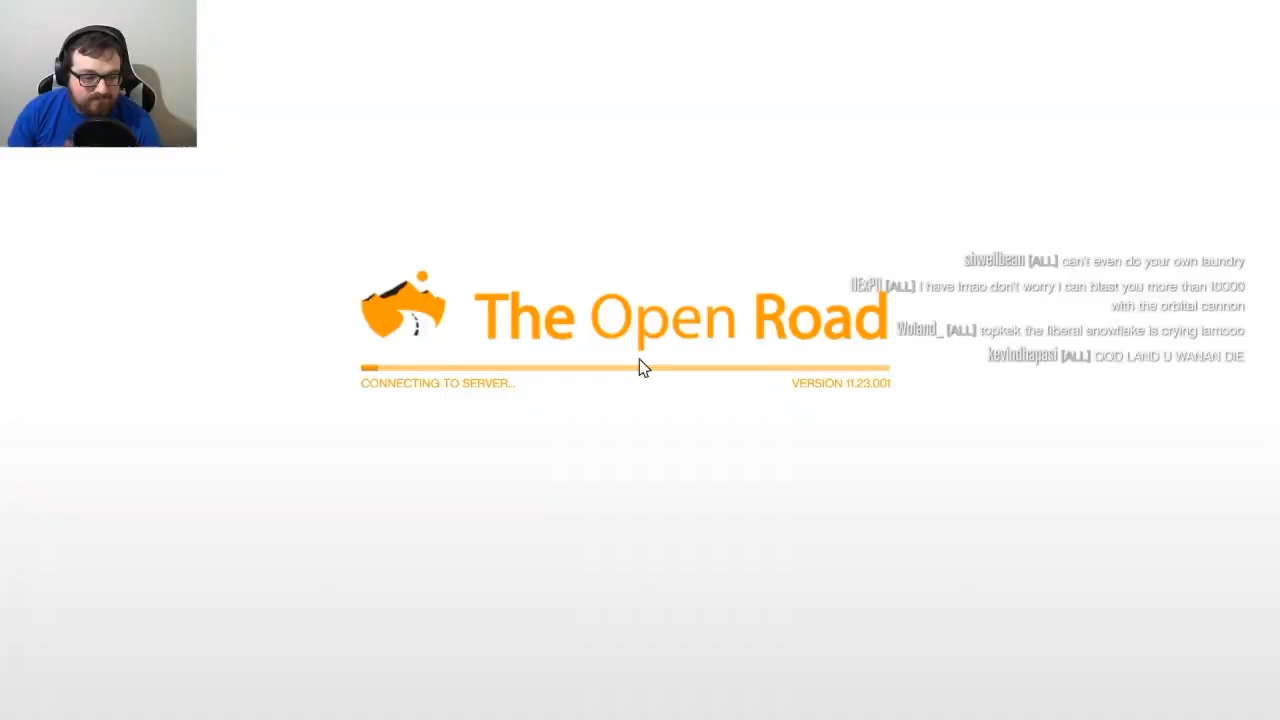 shwellbean [ALL] can't even do your own laundry
[ALL] I have lmao don't worry I can blast you more than 10000
with the orbital cannon
The Open Road
Woland_ [ALL] topkek the liberal snowflake is crying lamooo
[ALL] OOD LAND U WANAN DIE
CONNECTING TO SERVER...
VERSION 11.23.001